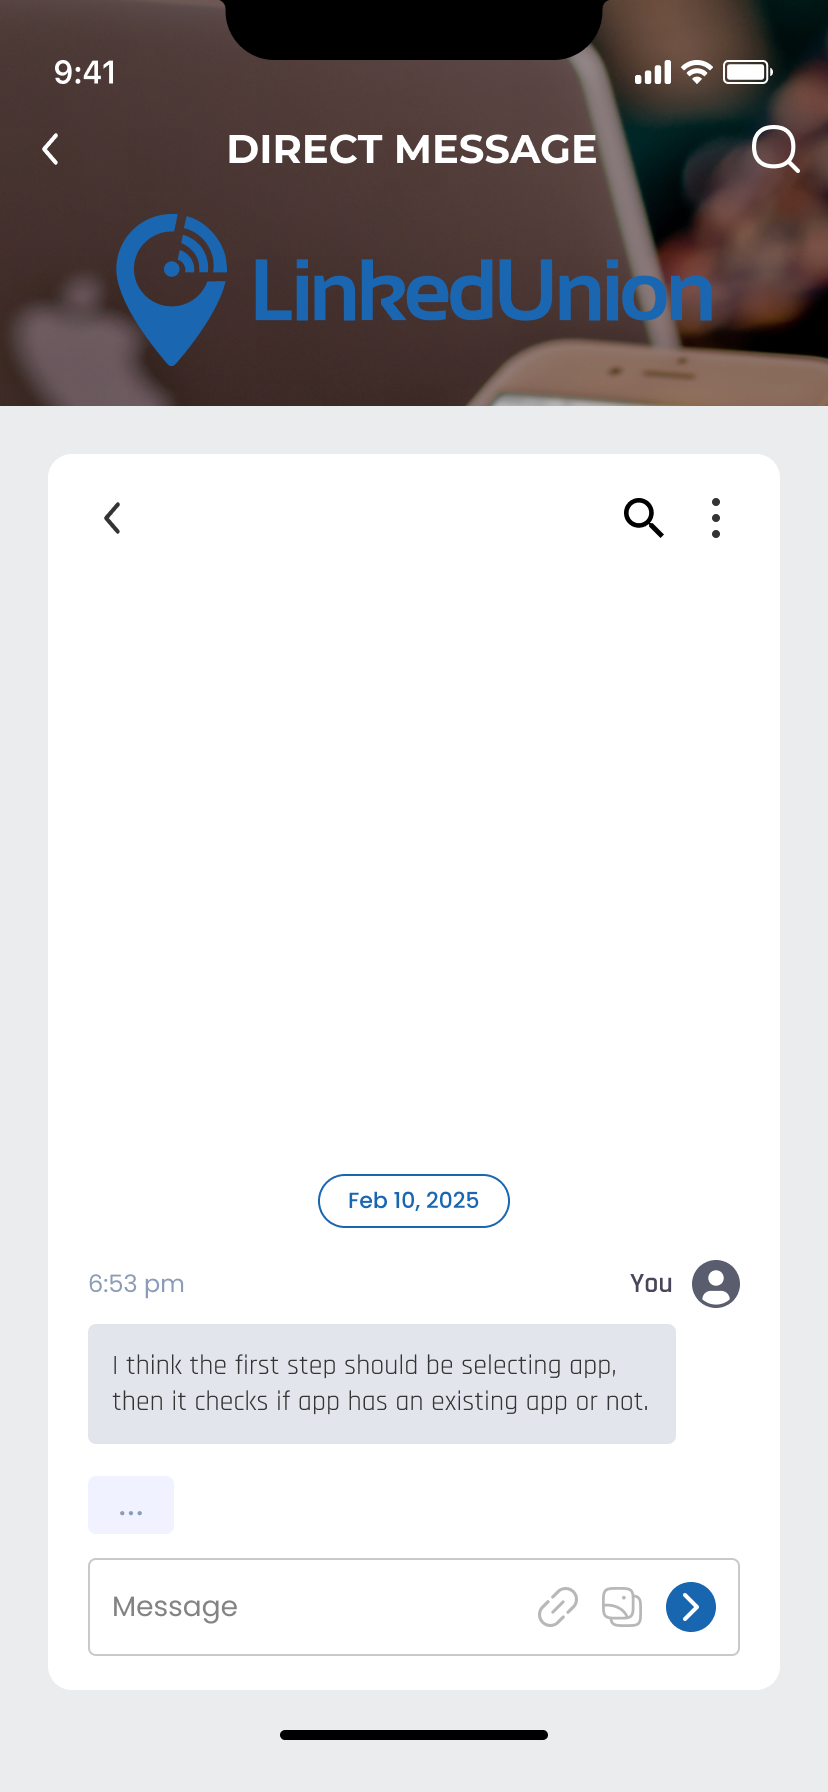 9:41
DIRECT MESSAGE
LinkedUnion
Feb 10, 2025
6:53 pm
You
I think the first step should be selecting app,
then it checks if app has an existing app or not.
...
Message